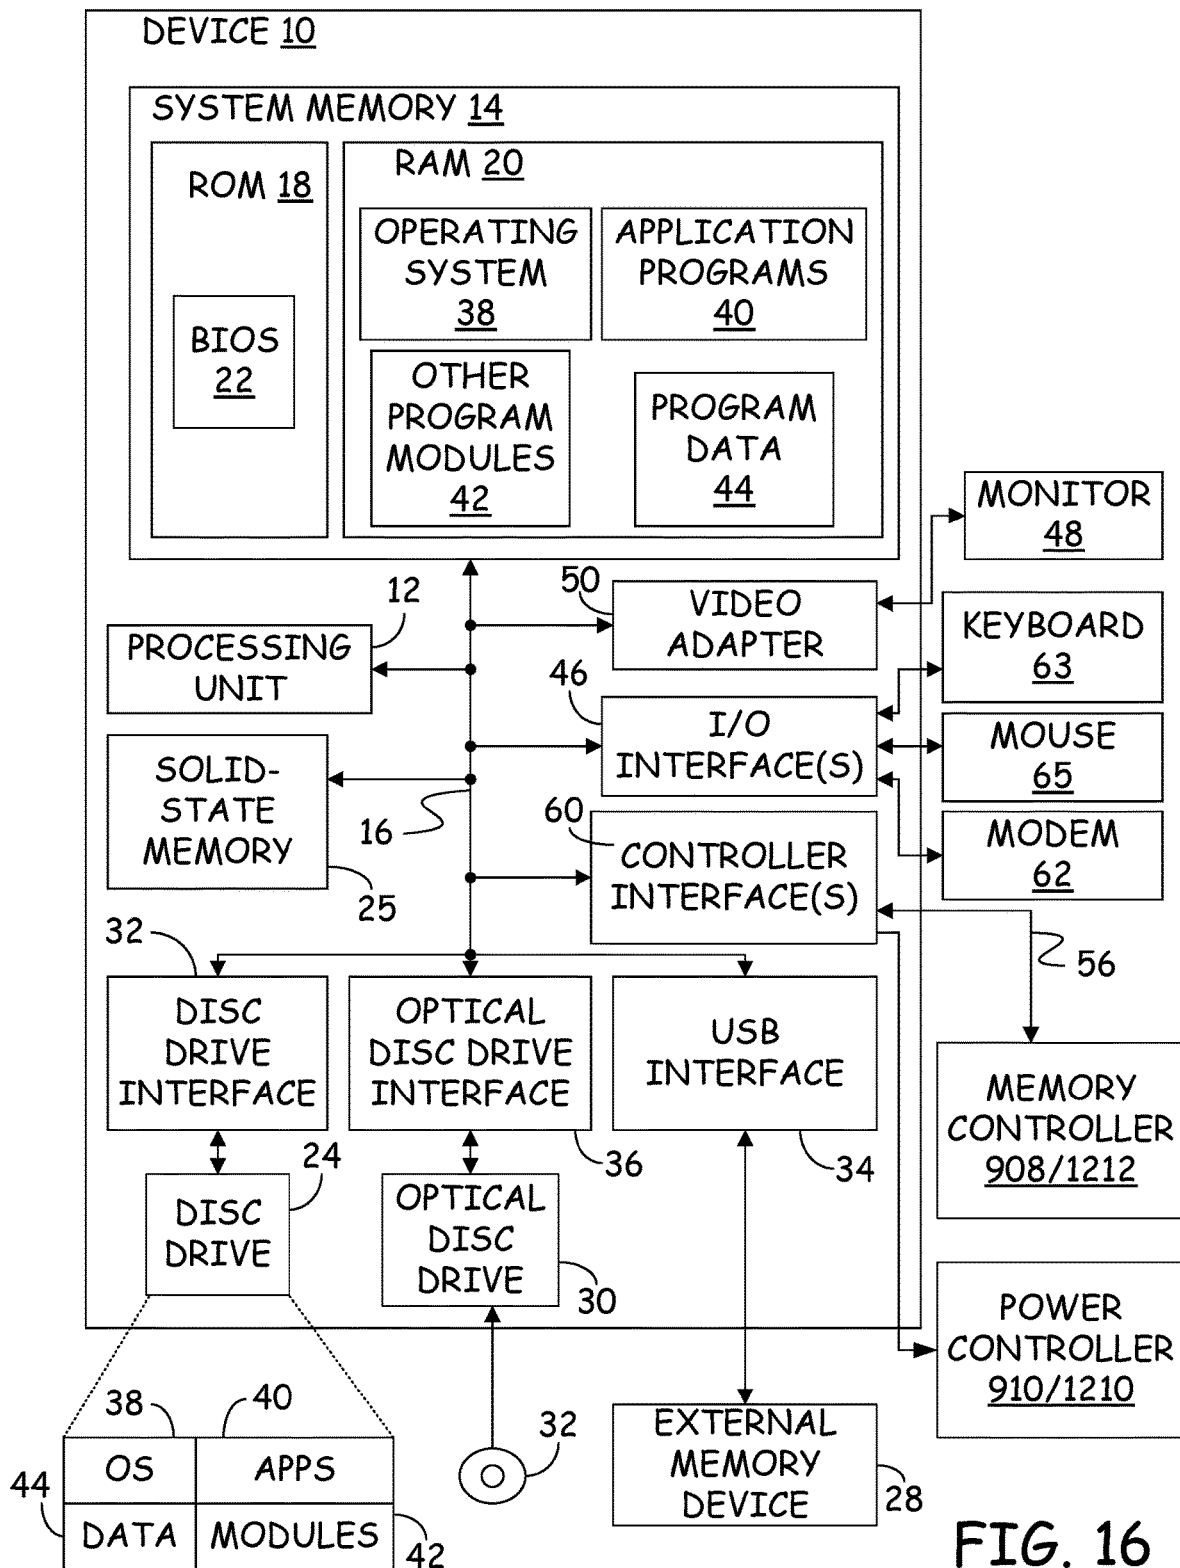 DEVICE 10
SYSTEM MEMORY 14
ROM 18
BIOS
22
RAM 20
OPERATING
SYSTEM
38
APPLICATION
PROGRAMS
40
OTHER
PROGRAM
MODULES
42
PROGRAM
DATA
44
MONITOR
48
12
PROCESSING
UNIT
50
VIDEO
ADAPTER
KEYBOARD
63
46
I/O
INTERFACE(S)
MOUSE
65
SOLID-
STATE
MEMORY
25
16
60
CONTROLLER
INTERFACE(S)
MODEM
62
56
32
DISC
DRIVE
INTERFACE
OPTICAL
DISC DRIVE
INTERFACE
36
USB
INTERFACE
34
MEMORY
CONTROLLER
908/1212
24
DISC
DRIVE
OPTICAL
DISC
DRIVE
30
POWER
CONTROLLER
910/1210
38
40
OS
APPS
44
DATA
MODULES
42
32
EXTERNAL
MEMORY
DEVICE
28
FIG. 16